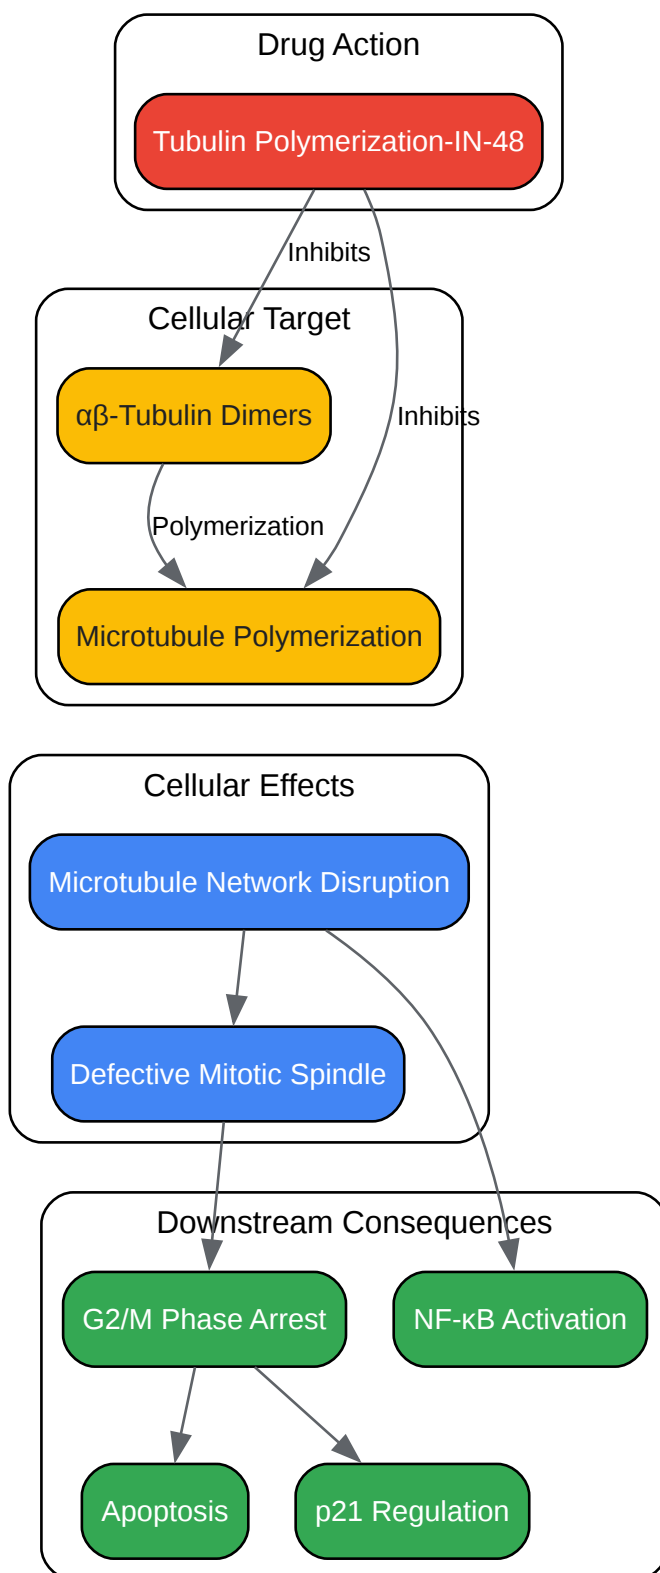 Drug Action
Tubulin Polymerization-IN-48
Inhibits
Cellular Target
αβ-Tubulin Dimers
Inhibits
Polymerization
Microtubule Polymerization
Cellular Effects
Microtubule Network Disruption
Defective Mitotic Spindle
Downstream Consequences
G2/M Phase Arrest
NF-κB Activation
Apoptosis
p21 Regulation